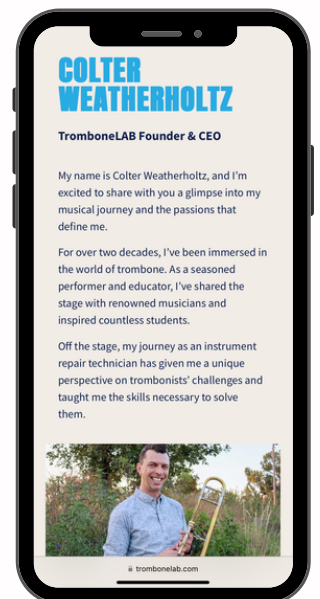 COLTER
WEATHERHOLTZ
TromboneLAB Founder & CEO
My name is Colter Weatherholtz, and I'm
excited to share with you a glimpse into my
musical journey and the passions that
define me.
For over two decades, I've been immersed in
the world of trombone. As a seasoned
performer and educator, I've shared the
stage with renowned musicians and
inspired countless students.
Off the stage, my journey as an instrument
repair technician has given me a unique
perspective on trombonists' challenges and
taught me the skills necessary to solve
them.
trombonelab.com